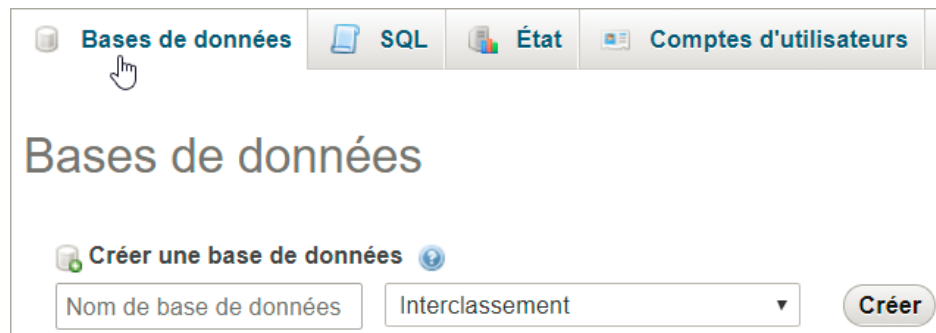 Bases de données SQL État Comptes d'utilisateurs
Bases de données
Créer une base de données
Nom de base de données Interclassement Créer